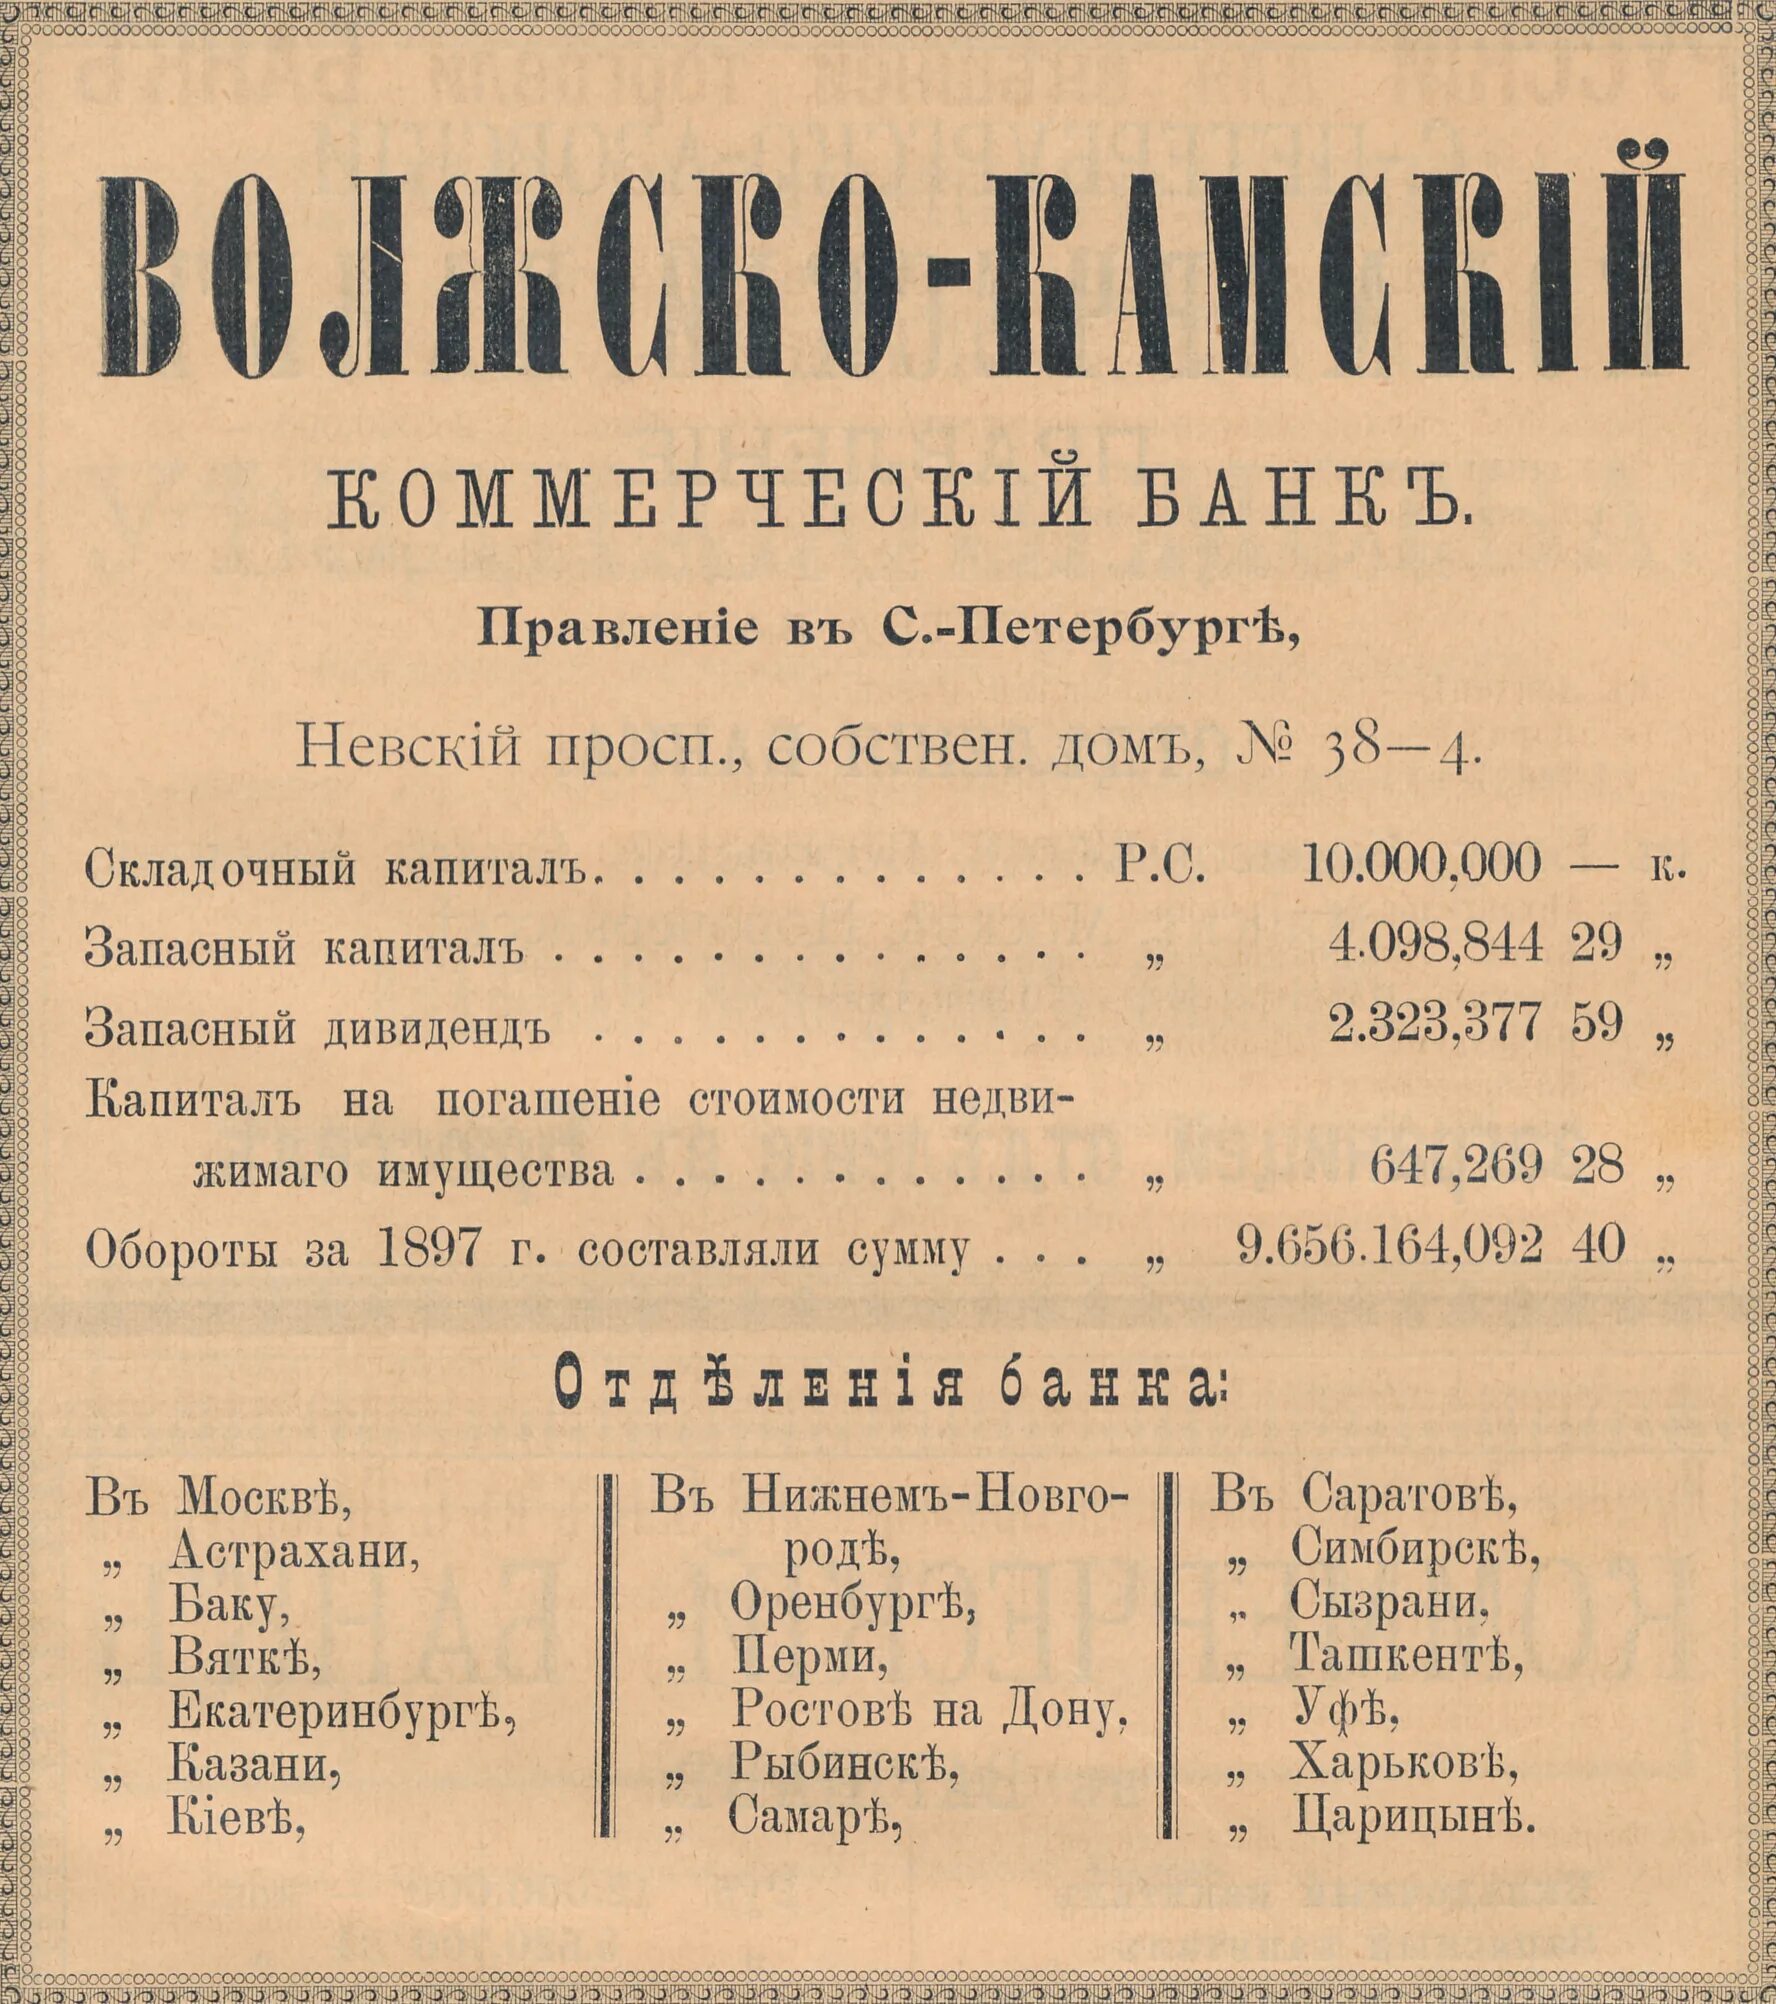 ВОЛЖСКО-КАМСКІЙ
КОММЕРЧЕСКІЙ БАНКЪ.
Правленіе въ С.-Петербургѣ,
Невскій просп., собствен. домъ, № 38—4.
Складочный капиталъ. . . . . . . . . . . . . Р.С. 10.000,000 — к.
Запасный капиталъ . . . . . . . . . . . . . . „ 4.098,844 29 „
Запасный дивидендъ . . . . . . . . . . . . . „ 2.323,377 59 „
Капиталъ на погашеніе стоимости недви-
жимаго имущества . . . . . . . . . . . . „ 647,269 28 „
Обороты за 1897 г. составляли сумму . . . „ 9.656.164,092 40 „
Отдѣленія банка:
Въ Москвѣ,
„ Астрахани,
„ Баку,
„ Вяткѣ,
„ Екатеринбургѣ,
„ Казани,
„ Кіевѣ,
Въ Нижнемъ-Новго-
родѣ,
„ Оренбургѣ,
„ Перми,
„ Ростовѣ на Дону,
„ Рыбинскѣ,
„ Самарѣ,
Въ Саратовѣ,
„ Симбирскѣ,
„ Сызрани,
„ Ташкентѣ,
„ Уфѣ,
„ Харьковѣ,
„ Царицынѣ.